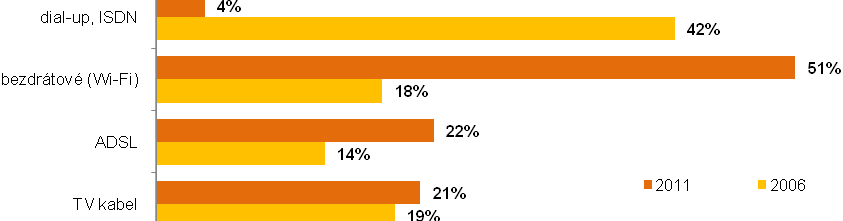 4%
dial-up, ISDN
42%
51%
bezdrátové (Wi-Fi)
18%
22%
ADSL
14%
21%
2011 2006
TV kabel
19%